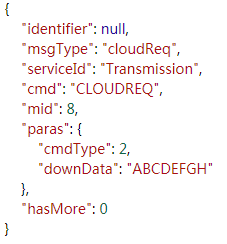 {
    "identifier": null,
    "msgType": "cloudReq",
    "serviceId": "Transmission",
    "cmd": "CLOUDREQ",
    "mid": 8,
    "paras": {
        "cmdType": 2,
        "downData": "ABCDEFGH"
    },
    "hasMore": 0
}